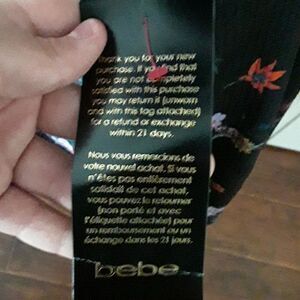 Thank you for your new
purchase. If you find that
you are not completely
satisfied with this purchase
you may return it (unworn
and with this tag attached)
for a refund or exchange
within 21 days.
Nous vous remercions de
votre nouvel achat. Si vous
n'êtes pas entièrement
satisfait de cet achat,
vous pouvez le retourner
(non porté et avec
l'étiquette attachée) pour
un remboursement ou un
échange dans les 21 jours.
bebe